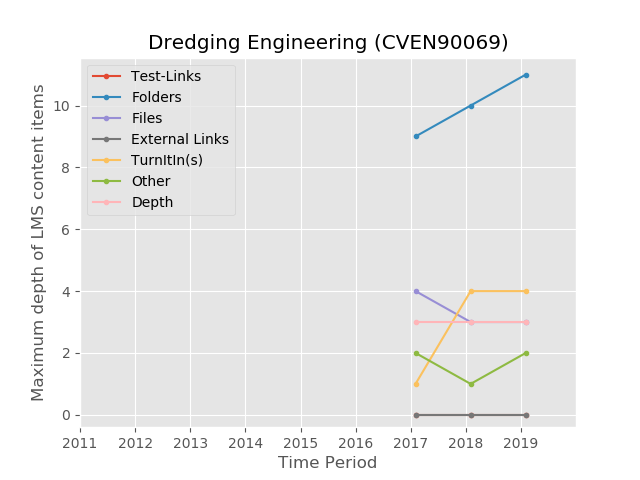 Dredging Engineering (CVEN90069)
Test-Links
Folders
Files
External Links
TurnItIn(s)
Other
Depth
Maximum depth of LMS content items
10
8
6
4
2
0
2011 2012 2013 2014 2015 2016 2017 2018 2019
Time Period